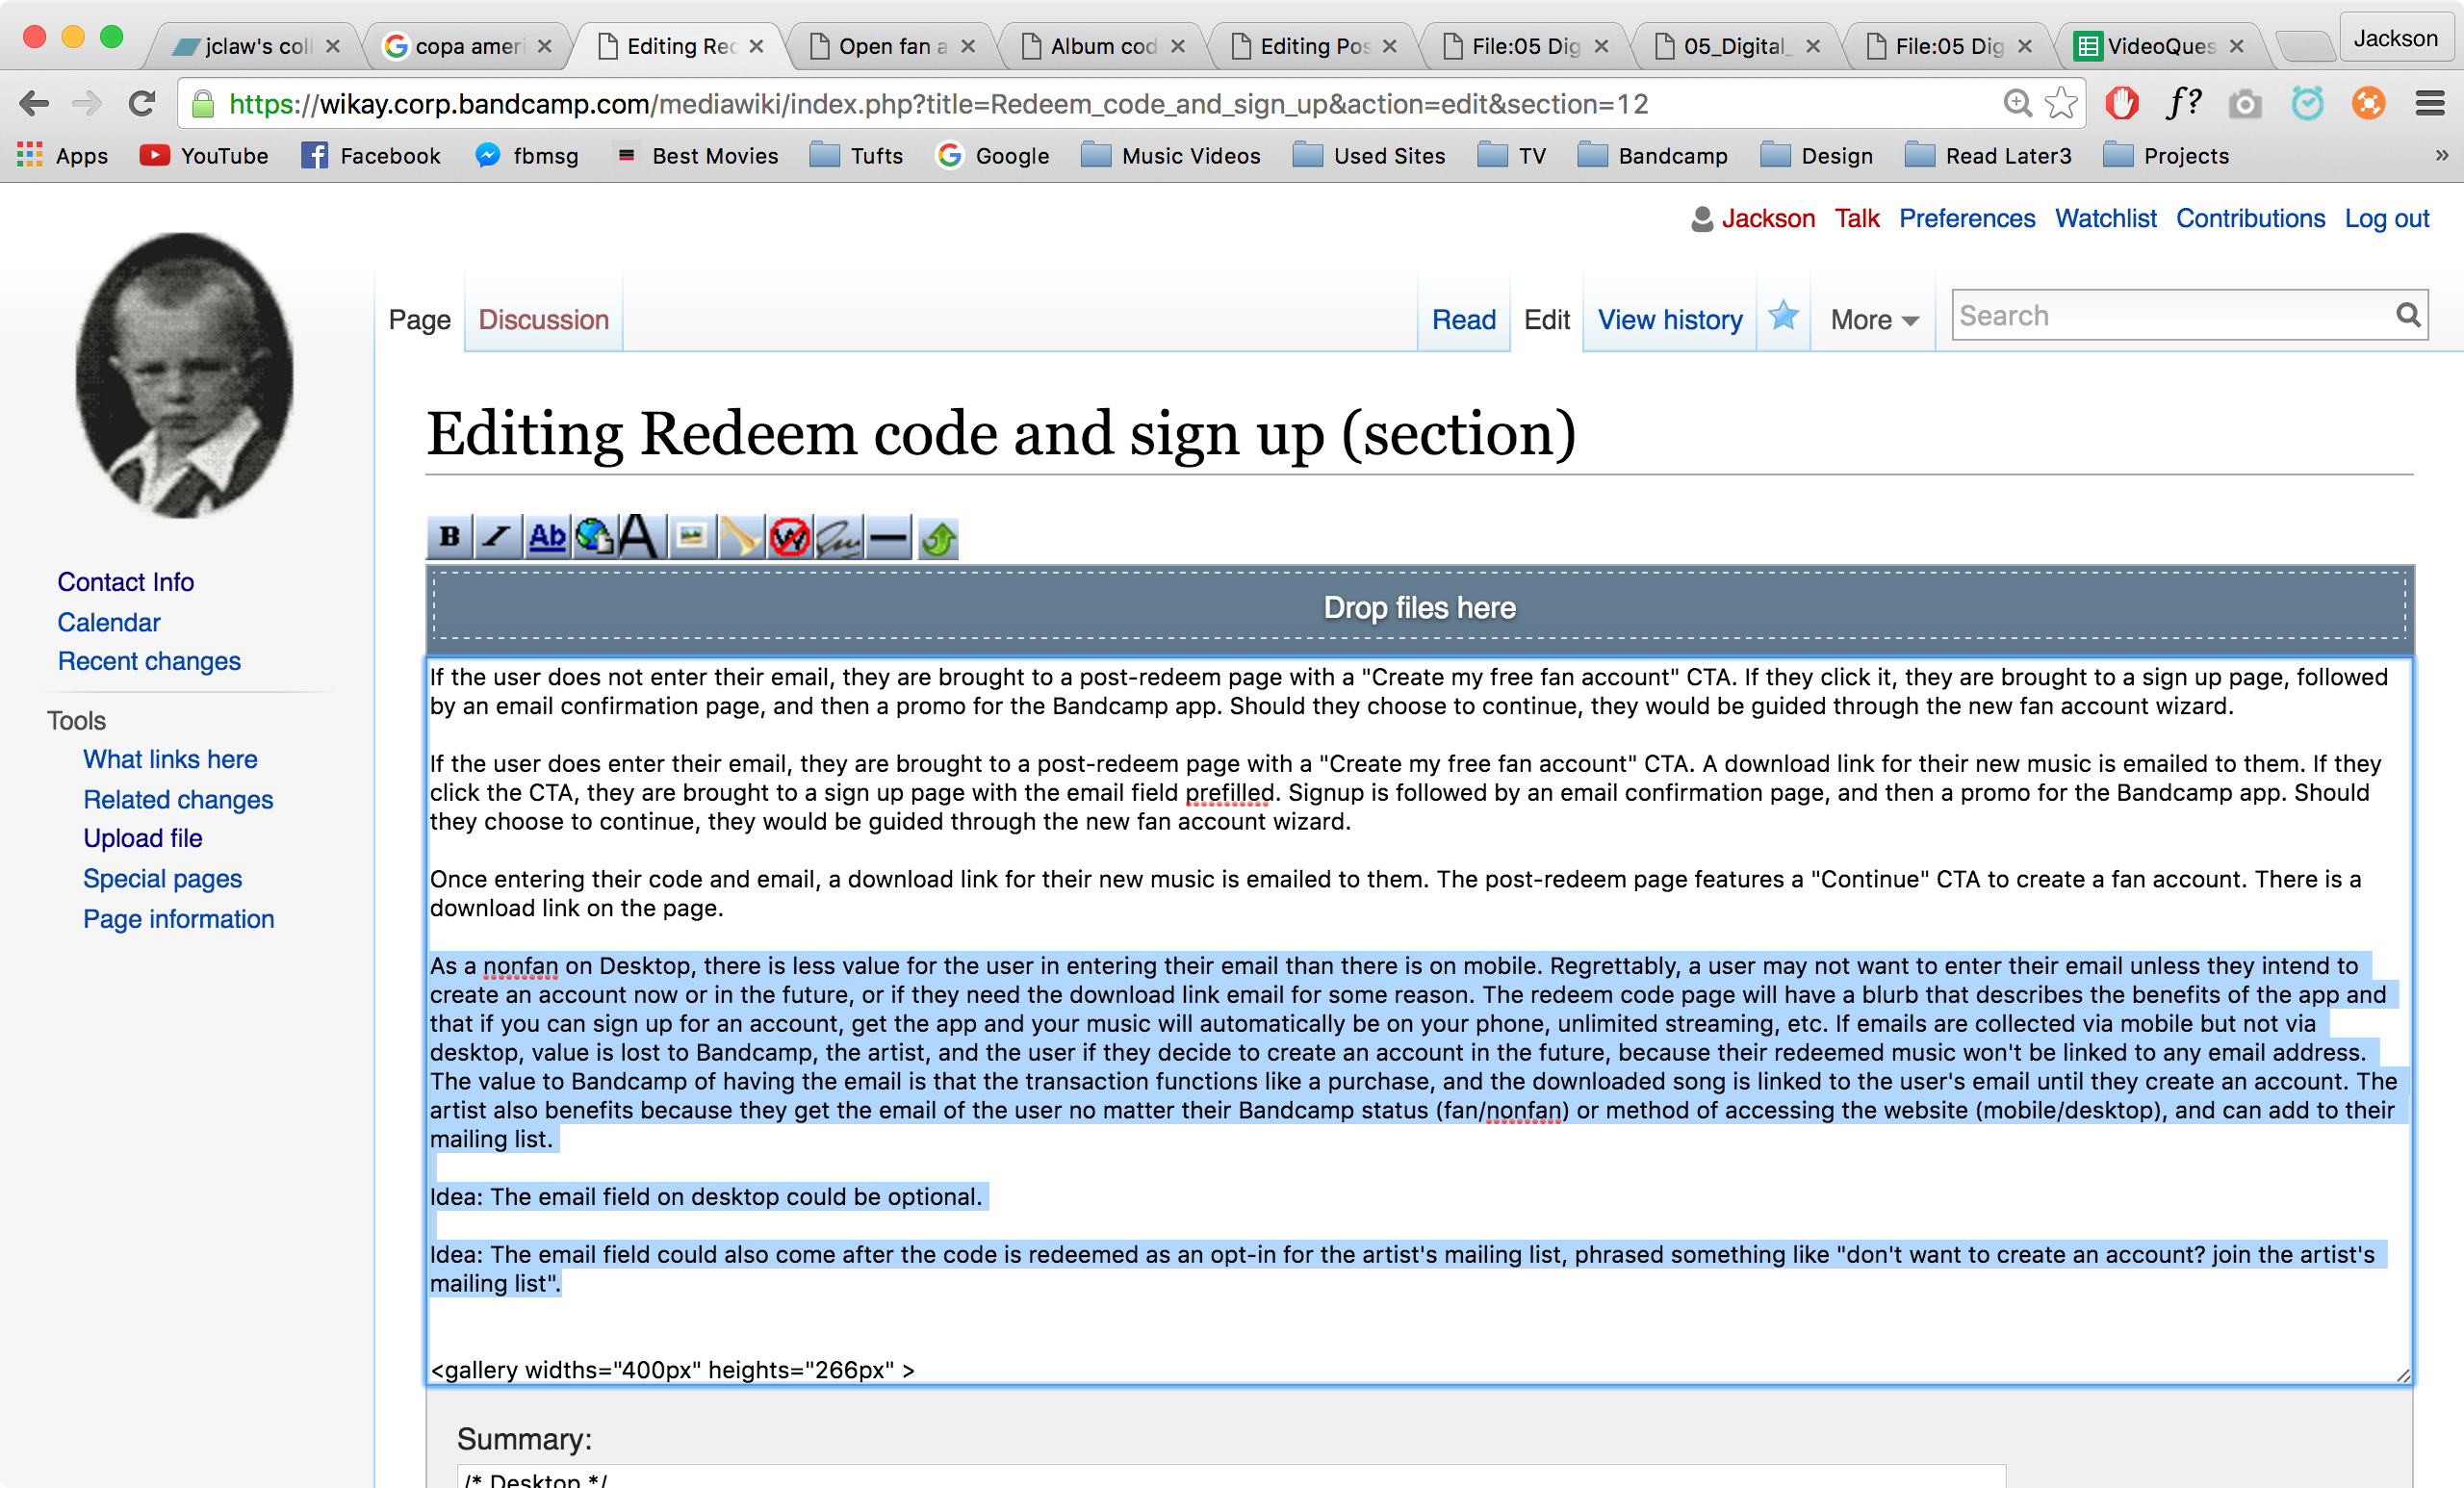 jclaw's coll
copa ameri
Editing Rec
Open fan a
Album cod
Editing Pos
File:05 Dig
05_Digital_
File:05 Dig
VideoQues
Jackson
https://wikay.corp.bandcamp.com/mediawiki/index.php?title=Redeem_code_and_sign_up&action=edit&section=12
f?
Apps YouTube Facebook fbmsg Best Movies Tufts Google Music Videos Used Sites TV Bandcamp Design Read Later3 Projects »
Jackson Talk Preferences Watchlist Contributions Log out
Page Discussion Read Edit View history More Search
Editing Redeem code and sign up (section)
B I Ab A W
Contact Info
Calendar
Recent changes
Tools
What links here
Related changes
Upload file
Special pages
Page information
Drop files here
If the user does not enter their email, they are brought to a post-redeem page with a "Create my free fan account" CTA. If they click it, they are brought to a sign up page, followed
by an email confirmation page, and then a promo for the Bandcamp app. Should they choose to continue, they would be guided through the new fan account wizard.
If the user does enter their email, they are brought to a post-redeem page with a "Create my free fan account" CTA. A download link for their new music is emailed to them. If they
click the CTA, they are brought to a sign up page with the email field prefilled. Signup is followed by an email confirmation page, and then a promo for the Bandcamp app. Should
they choose to continue, they would be guided through the new fan account wizard.
Once entering their code and email, a download link for their new music is emailed to them. The post-redeem page features a "Continue" CTA to create a fan account. There is a
download link on the page.
As a nonfan on Desktop, there is less value for the user in entering their email than there is on mobile. Regrettably, a user may not want to enter their email unless they intend to
create an account now or in the future, or if they need the download link email for some reason. The redeem code page will have a blurb that describes the benefits of the app and
that if you can sign up for an account, get the app and your music will automatically be on your phone, unlimited streaming, etc. If emails are collected via mobile but not via
desktop, value is lost to Bandcamp, the artist, and the user if they decide to create an account in the future, because their redeemed music won't be linked to any email address.
The value to Bandcamp of having the email is that the transaction functions like a purchase, and the downloaded song is linked to the user's email until they create an account. The
artist also benefits because they get the email of the user no matter their Bandcamp status (fan/nonfan) or method of accessing the website (mobile/desktop), and can add to their
mailing list.
Idea: The email field on desktop could be optional.
Idea: The email field could also come after the code is redeemed as an opt-in for the artist's mailing list, phrased something like "don't want to create an account? join the artist's
mailing list".
<gallery widths="400px" heights="266px" >
Summary:
/* Desktop */